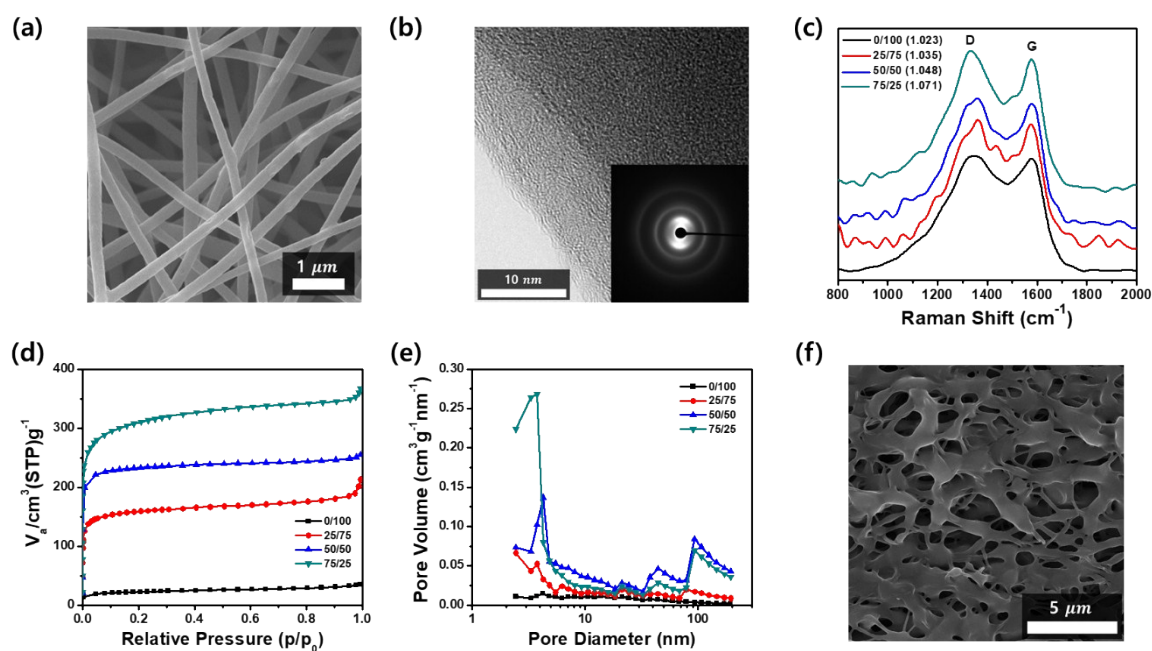 (a)
1 μm
(b)
10 nm
(c)
D
G
0/100 (1.023)
25/75 (1.035)
50/50 (1.048)
75/25 (1.071)
800 1000 1200 1400 1600 1800 2000
Raman Shift (cm⁻¹)
(d)
Vₐ/cm³(STP)g⁻¹
400
300
200
100
0
0/100
25/75
50/50
75/25
0.0 0.2 0.4 0.6 0.8 1.0
Relative Pressure (p/p₀)
(e)
Pore Volume (cm³g⁻¹nm⁻¹)
0.30
0.25
0.20
0.15
0.10
0.05
0.00
0/100
25/75
50/50
75/25
10 100
Pore Diameter (nm)
(f)
5 μm